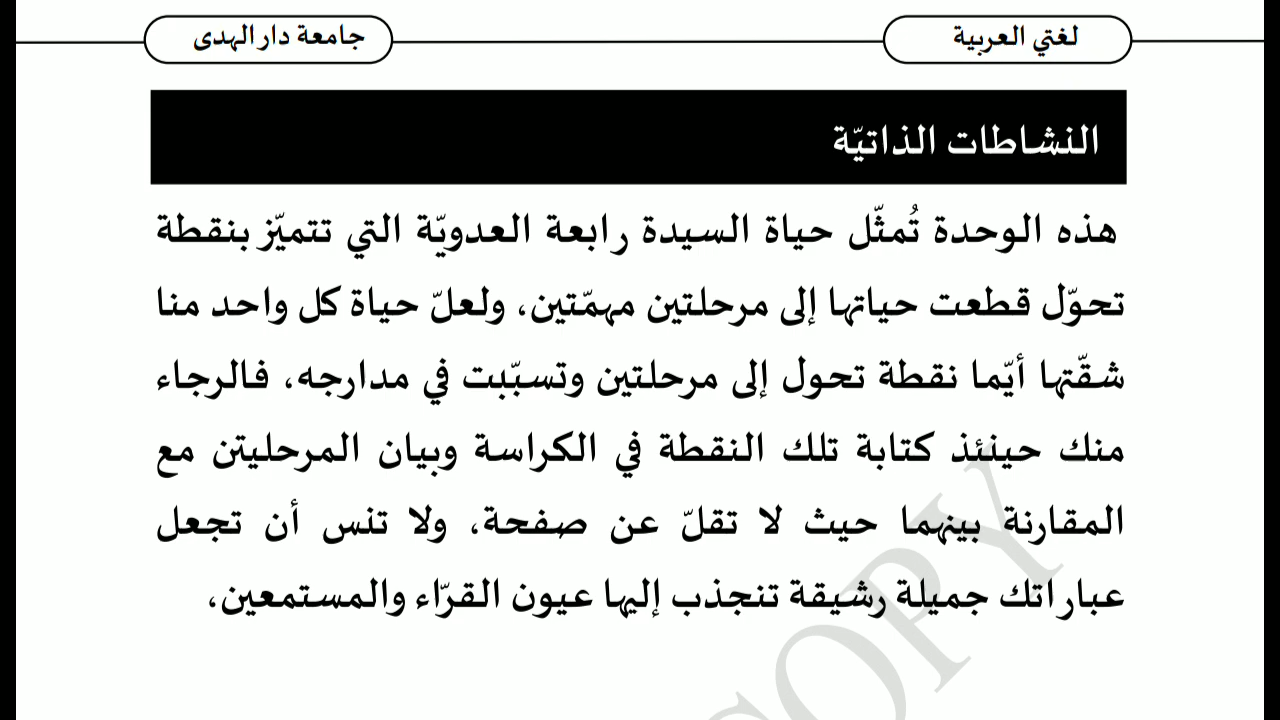 لغتي العربية
جامعة دار الهدى
النشاطات الذاتيّة
هذه الوحدة تُمثّل حياة السيدة رابعة العدويّة التي تتميّز بنقطة
تحوّل قطعت حياتها إلى مرحلتين مهمّتين، ولعلّ حياة كل واحد منا
شقّتها أيّما نقطة تحول إلى مرحلتين وتسبّبت في مدارجه، فالرجاء
منك حينئذ كتابة تلك النقطة في الكراسة وبيان المرحليتن مع
المقارنة بينهما حيث لا تقلّ عن صفحة، ولا تنس أن تجعل
عباراتك جميلة رشيقة تنجذب إليها عيون القرّاء والمستمعين،
COPY